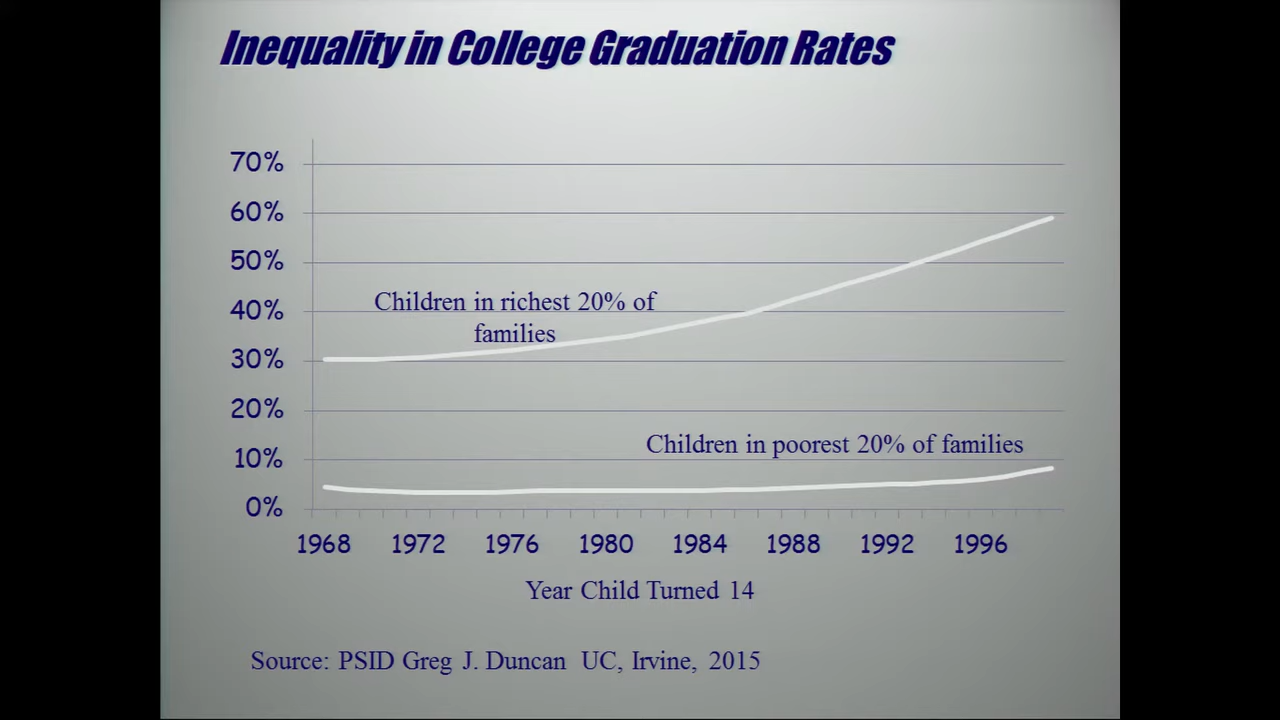 Inequality in College Graduation Rates
70%
60%
50%
40%
30%
20%
10%
0%
Children in richest 20% of
families
Children in poorest 20% of families
1968 1972 1976 1980 1984 1988 1992 1996
Year Child Turned 14
Source: PSID Greg J. Duncan UC, Irvine, 2015